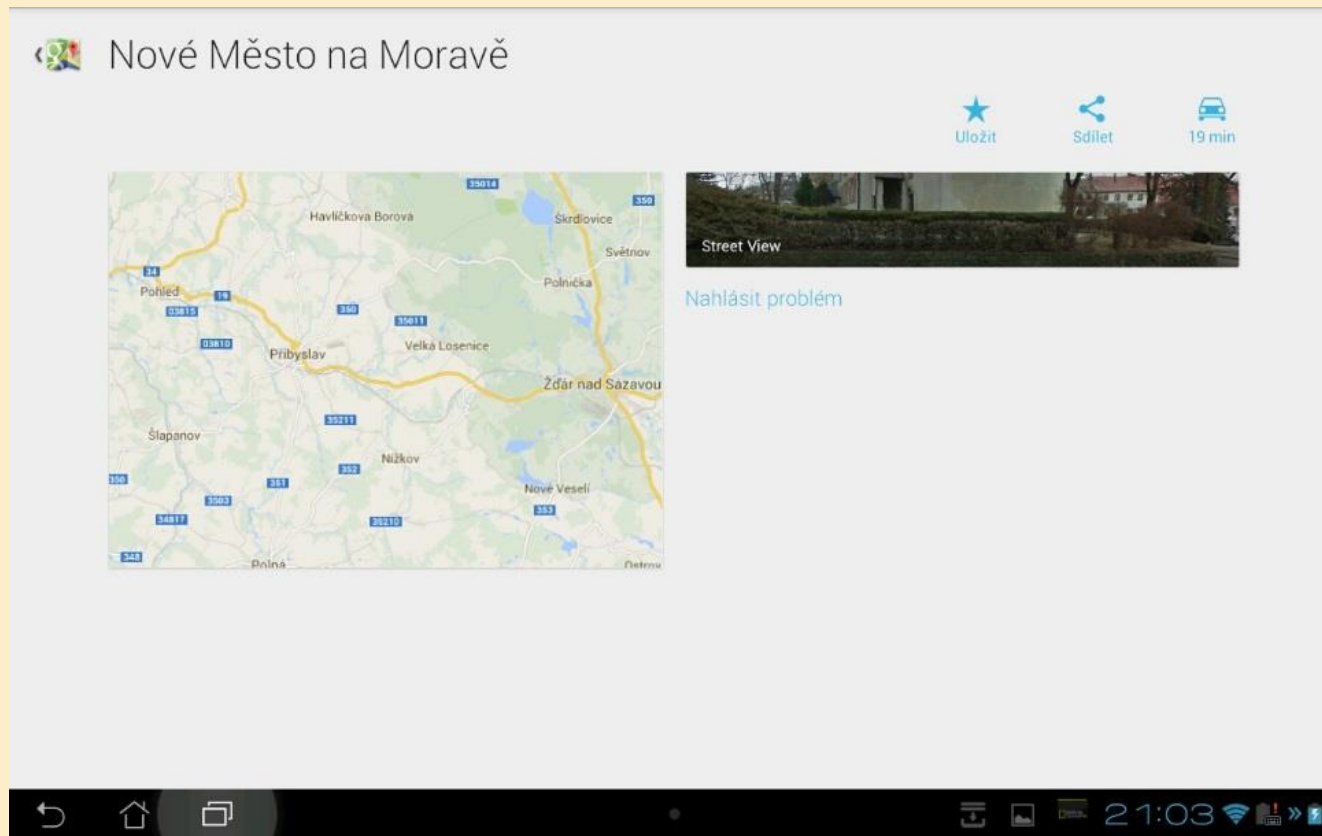 Nové Město na Moravě
Uložit
Sdílet
19 min
35014
350
Havlíčkova Borová
Škrdlovice
Světnov
34
Polnička
Pohled
19
03815
350
35011
03810
Přibyslav
Velká Losenice
Žďár nad Sázavou
35211
Šlapanov
Nížkov
352
350
351
Nové Veselí
3503
353
34817
35210
348
Polná
Ostrov
Street View
Nahlásit problém
21:03